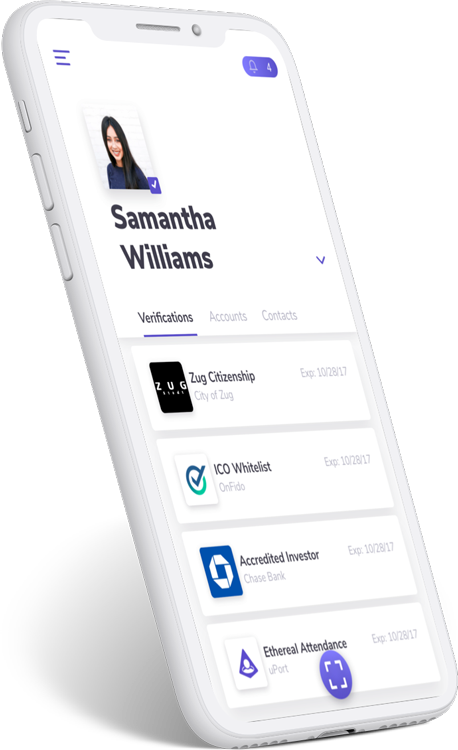 4
Samantha
Williams
Verifications Accounts Contacts
ZUG
Zug Citizenship
Exp: 10/28/17
City of Zug
ICO Whitelist
Exp: 10/28/17
OnFido
Accredited Investor
Exp: 10/28/17
Chase Bank
Ethereal Attendance
Exp: 10/28/17
uPort